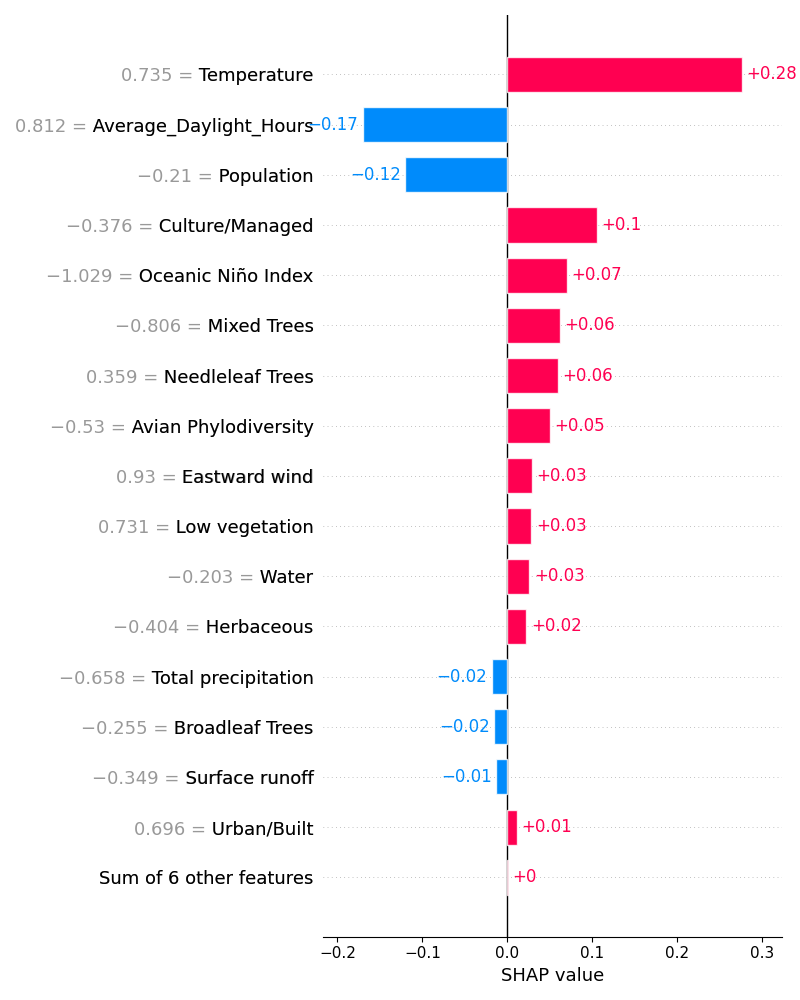 0.735 = Temperature +0.28
0.812 = Average_Daylight_Hours −0.17
−0.21 = Population −0.12
−0.376 = Culture/Managed +0.1
−1.029 = Oceanic Niño Index +0.07
−0.806 = Mixed Trees +0.06
0.359 = Needleleaf Trees +0.06
−0.53 = Avian Phylodiversity +0.05
0.93 = Eastward wind +0.03
0.731 = Low vegetation +0.03
−0.203 = Water +0.03
−0.404 = Herbaceous +0.02
−0.658 = Total precipitation −0.02
−0.255 = Broadleaf Trees −0.02
−0.349 = Surface runoff −0.01
0.696 = Urban/Built +0.01
Sum of 6 other features +0
−0.2 −0.1 0.0 0.1 0.2 0.3
SHAP value